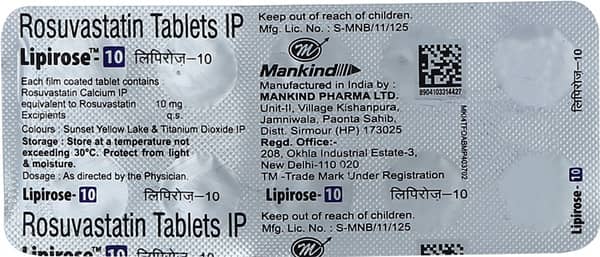 Rosuvastatin Tablets IP
Lipirose™-10 लिपिरोज़-10
Each film coated tablet contains :
Rosuvastatin Calcium IP
equivalent to Rosuvastatin 10 mg
Excipients q.s.
Colours : Sunset Yellow Lake & Titanium Dioxide IP
Storage : Store at a temperature not
exceeding 30°C. Protect from light
& moisture.
Dosage : As directed by the Physician.
Lipirose-10 लिपिरोज़-10
Rosuvastatin Tablets IP
Lipirose™-10 लिपिरोज़-10
Keep out of reach of children.
Mfg. Lic. No. : S-MNB/11/125
Mankind
Manufactured in India by :
MANKIND PHARMA LTD.
Unit-II, Village Kishanpura,
Jamniwala, Paonta Sahib,
Distt. Sirmour (HP) 173025
Regd. Office:-
208, Okhla Industrial Estate-3,
New Delhi-110 020
TM -Trade Mark Under Registration
Lipirose-10 लिपिरोज़-10
Keep out of reach of children.
Mfg. Lic. No. : S-MNB/11/125
8904103314427
लिपिरोज़-10
Lipirose-10